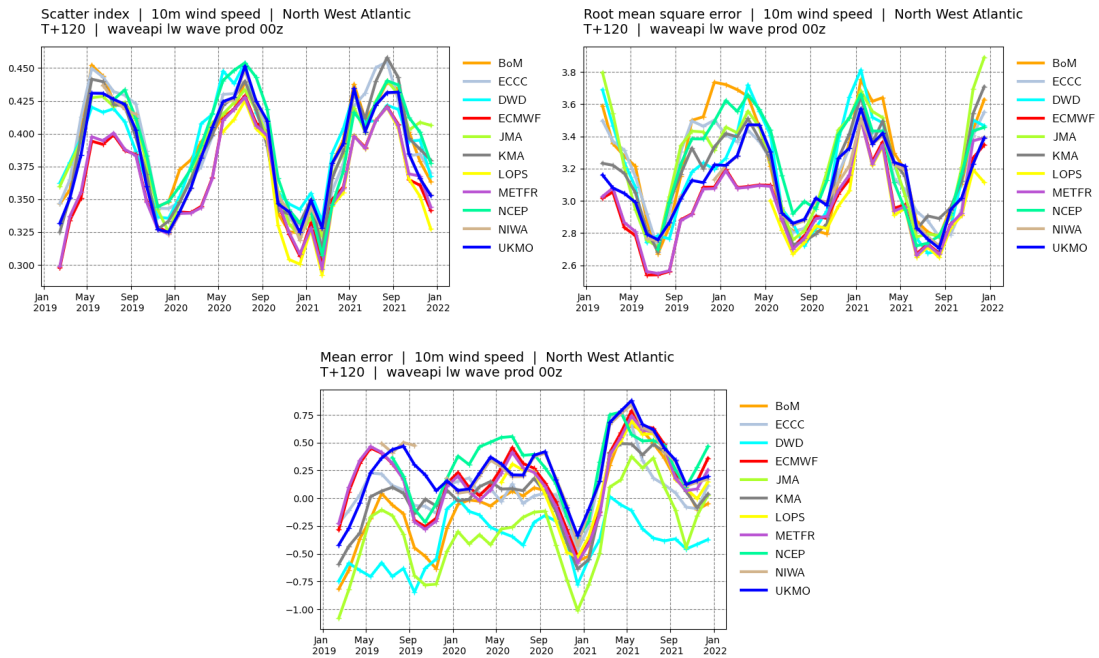 Scatter index | 10m wind speed | North West Atlantic
T+120 | waveapi lw wave prod 00z
0.450
0.425
0.400
0.375
0.350
0.325
0.300
Jan 2019
May 2019
Sep 2019
Jan 2020
May 2020
Sep 2020
Jan 2021
May 2021
Sep 2021
Jan 2022
BoM
ECCC
DWD
ECMWF
JMA
KMA
LOPS
METFR
NCEP
NIWA
UKMO
Root mean square error | 10m wind speed | North West Atlantic
T+120 | waveapi lw wave prod 00z
3.8
3.6
3.4
3.2
3.0
2.8
2.6
Jan 2019
May 2019
Sep 2019
Jan 2020
May 2020
Sep 2020
Jan 2021
May 2021
Sep 2021
Jan 2022
BoM
ECCC
DWD
ECMWF
JMA
KMA
LOPS
METFR
NCEP
NIWA
UKMO
Mean error | 10m wind speed | North West Atlantic
T+120 | waveapi lw wave prod 00z
0.75
0.50
0.25
0.00
−0.25
−0.50
−0.75
−1.00
Jan 2019
May 2019
Sep 2019
Jan 2020
May 2020
Sep 2020
Jan 2021
May 2021
Sep 2021
Jan 2022
BoM
ECCC
DWD
ECMWF
JMA
KMA
LOPS
METFR
NCEP
NIWA
UKMO